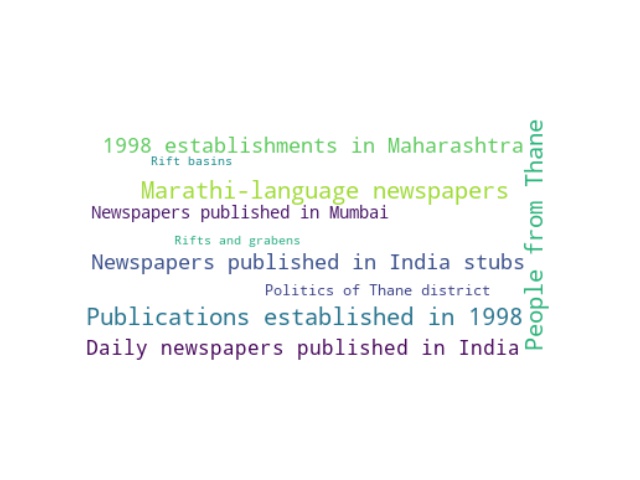 1998 establishments in Maharashtra
Rift basins
Marathi-language newspapers
Newspapers published in Mumbai
Rifts and grabens
Newspapers published in India stubs
Politics of Thane district
Publications established in 1998
Daily newspapers published in India
People from Thane